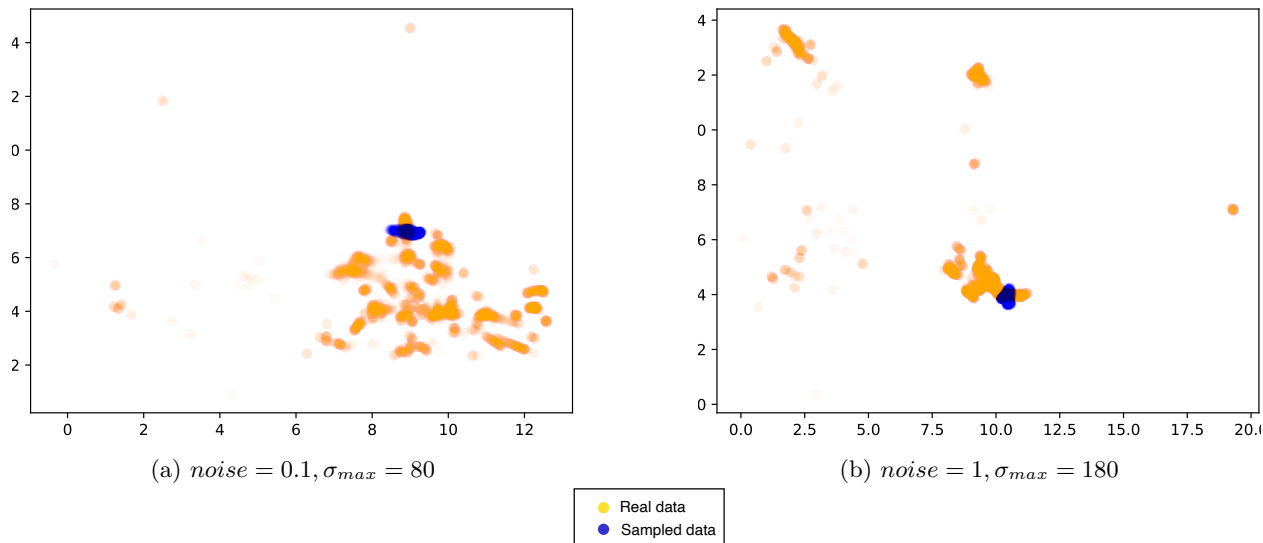 4
2
0
8
6
4
2
0 2 4 6 8 10 12
4
2
0
8
6
4
2
0
0.0 2.5 5.0 7.5 10.0 12.5 15.0 17.5 20.0
(a) noise = 0.1, σmax = 80
(b) noise = 1, σmax = 180
Real data
Sampled data